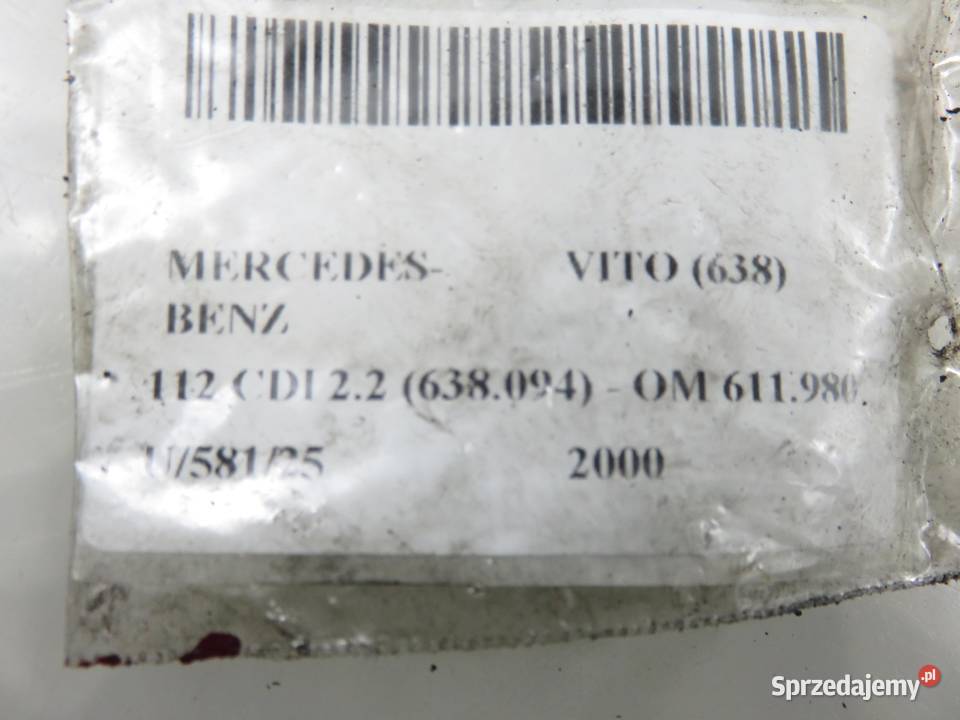 MERCEDES- VITO (638)
BENZ
112 CDI 2.2 (638.094) - OM 611.980
U/581/25 2000
Sprzedajemy.pl